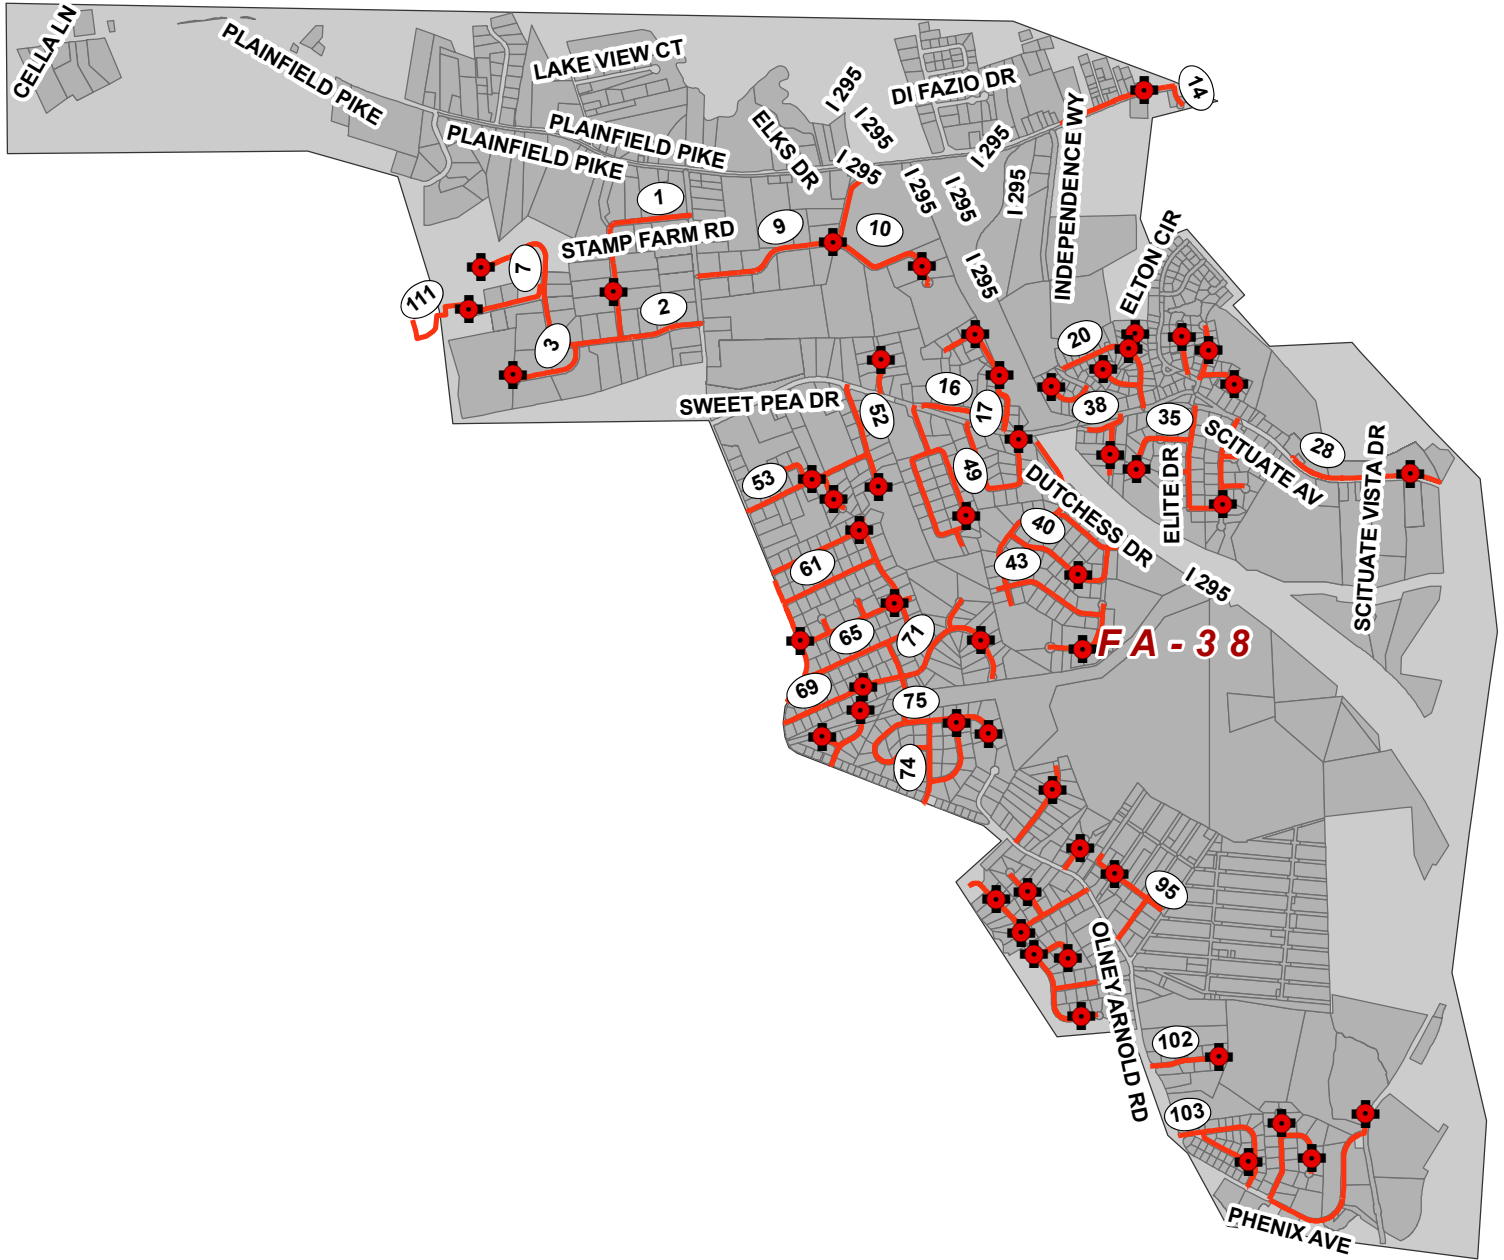 CELLA LN
PLAINFIELD PIKE
LAKE VIEW CT
I 295
DI FAZIO DR
14
PLAINFIELD PIKE
PLAINFIELD PIKE
ELKS DR
I 295
I 295
I 295
INDEPENDENCE WY
I 295
I 295
I 295
1
STAMP FARM RD
9
10
ELTON CIR
7
111
I 295
2
3
20
SWEET PEA DR
52
16
17
38
35
SCITUATE AV
28
SCITUATE VISTA DR
53
49
DUTCHESS DR
ELITE DR
40
43
61
I 295
65
71
FA-38
69
75
74
95
OLNEY ARNOLD RD
102
103
PHENIX AVE